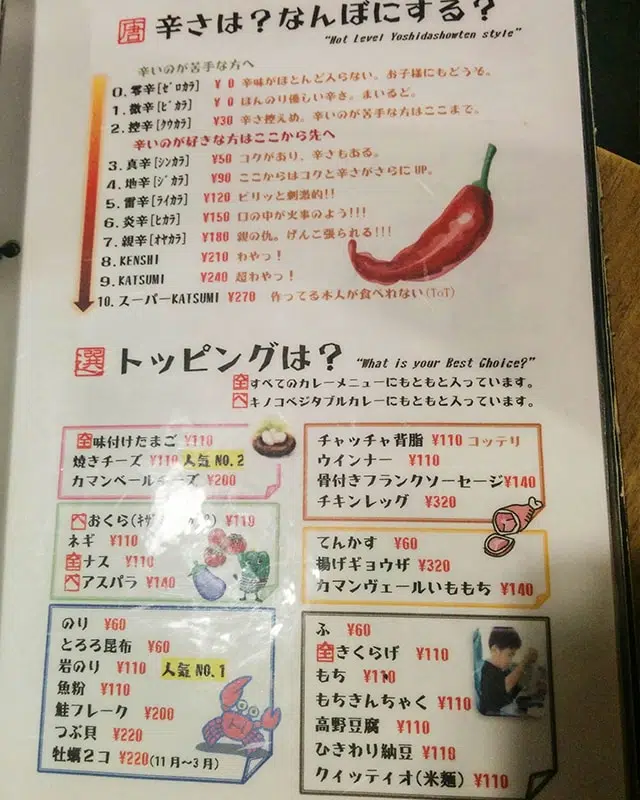 唐 辛さは？なんぼにする？
"Hot Level Yoshidashowten style"
辛いのが苦手な方へ
0. 零辛[ゼロカラ] ¥ 0 辛味がほとんど入らない。お子様にもどうぞ。
1. 微辛[ビカラ] ¥ 0 ほんのり優しい辛さ。まいるど。
2. 控辛[クウカラ] ¥30 辛さ控えめ。辛いのが苦手な方はここまで。
辛いのが好きな方はここから先へ
3. 真辛[シンカラ] ¥50 コクがあり、辛さもある。
4. 地辛[ジカラ] ¥90 ここからはコクと辛さがさらにUP。
5. 雷辛[ライカラ] ¥120 ピリッと刺激的!!
6. 炎辛[ヒカラ] ¥150 口の中が火事のよう!!!
7. 親辛[オヤカラ] ¥180 親の仇。げんこ張られる!!!
8. KENSHI ¥210 わやっ！
9. KATSUMI ¥240 超わやっ！
10. スーパーKATSUMI ¥270 作ってる本人が食べれない(ToT)
選 トッピングは？ "What is your Best Choice?"
全すべてのカレーメニューにもともと入っています。
ベキノコベジタブルカレーにもともと入っています。
全味付けたまご ¥110
焼きチーズ ¥110 人気 NO.2
カマンベールチーズ ¥200
ベおくら ¥110
ネギ ¥110
全ナス ¥110
ベアスパラ ¥140
のり ¥60
とろろ昆布 ¥60
岩のり ¥110 人気 NO.1
魚粉 ¥110
鮭フレーク ¥200
つぶ貝 ¥220
牡蠣2コ ¥220(11月～3月)
チャッチャ背脂 ¥110 コッテリ
ウインナー ¥110
骨付きフランクソーセージ¥140
チキンレッグ ¥320
てんかす ¥60
揚げギョウザ ¥320
カマンヴェールいももち ¥140
ふ ¥60
全きくらげ ¥110
もち ¥110
もちきんちゃく ¥110
高野豆腐 ¥110
ひきわり納豆 ¥110
クィッティオ(米麺) ¥110